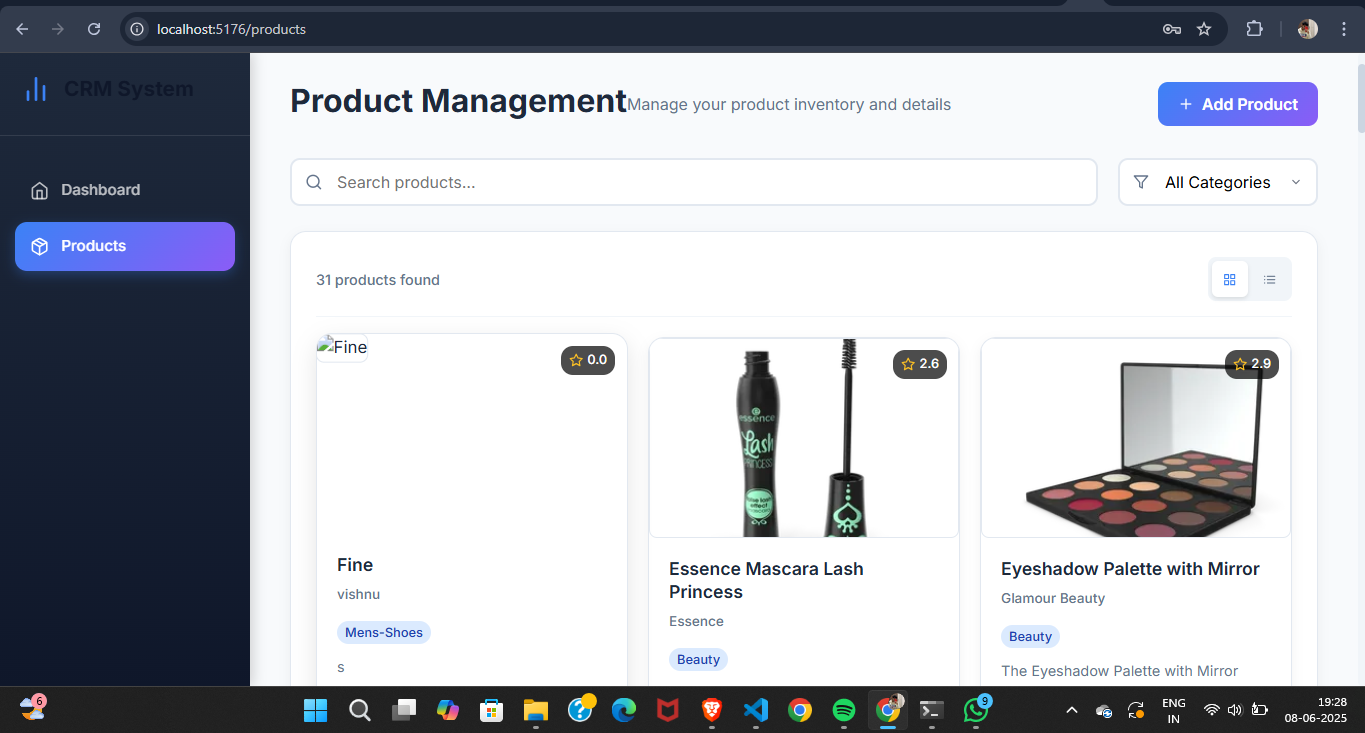 localhost:5176/products
CRM System
Product Management Manage your product inventory and details
+ Add Product
Search products...
All Categories
Dashboard
Products
31 products found
Fine
0.0
2.6
2.9
essence
Lash
PRINCESS
Fine
vishnu
Mens-Shoes
s
Essence Mascara Lash
Princess
Essence
Beauty
Eyeshadow Palette with Mirror
Glamour Beauty
Beauty
The Eyeshadow Palette with Mirror
6
9
ENG
IN
19:28
08-06-2025